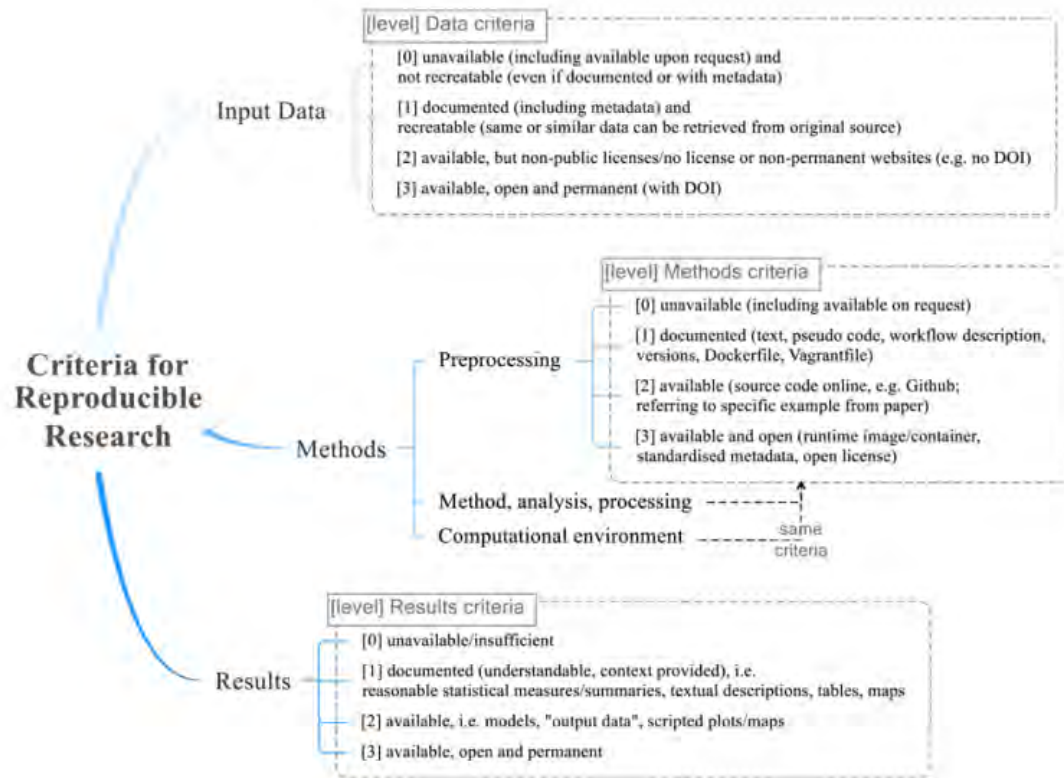 [level] Data criteria
[0] unavailable (including available upon request) and
not recreatable (even if documented or with metadata)
Input Data
[1] documented (including metadata) and
recreatable (same or similar data can be retrieved from original source)
[2] available, but non-public licenses/no license or non-permanent websites (e.g. no DOI)
[3] available, open and permanent (with DOI)
[level] Methods criteria
[0] unavailable (including available on request)
Preprocessing
[1] documented (text, pseudo code, workflow description,
versions, Dockerfile, Vagrantfile)
[2] available (source code online, e.g. Github;
referring to specific example from paper)
[3] available and open (runtime image/container,
standardised metadata, open license)
Criteria for
Reproducible
Research
Methods
Method, analysis, processing
Computational environment
same
criteria
[level] Results criteria
[0] unavailable/insufficient
[1] documented (understandable, context provided), i.e.
reasonable statistical measures/summaries, textual descriptions, tables, maps
Results
[2] available, i.e. models, "output data", scripted plots/maps
[3] available, open and permanent